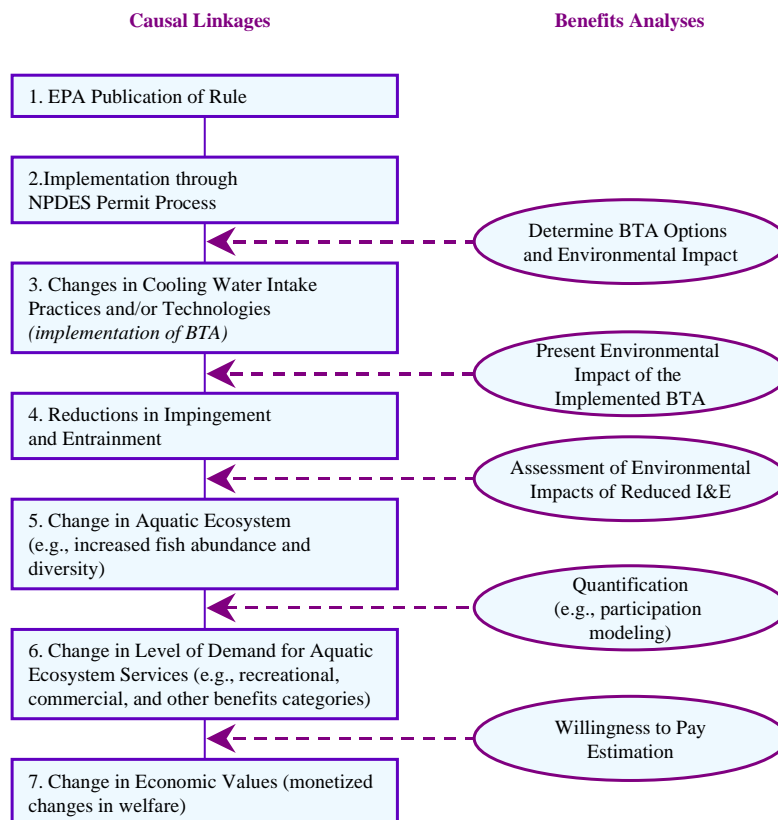 Causal Linkages
Benefits Analyses
1. EPA Publication of Rule
2.Implementation through
NPDES Permit Process
Determine BTA Options
and Environmental Impact
3. Changes in Cooling Water Intake
Practices and/or Technologies
(implementation of BTA)
Present Environmental
Impact of the
Implemented BTA
4. Reductions in Impingement
and Entrainment
Assessment of Environmental
Impacts of Reduced I&E
5. Change in Aquatic Ecosystem
(e.g., increased fish abundance and
diversity)
Quantification
(e.g., participation
modeling)
6. Change in Level of Demand for Aquatic
Ecosystem Services (e.g., recreational,
commercial, and other benefits categories)
Willingness to Pay
Estimation
7. Change in Economic Values (monetized
changes in welfare)